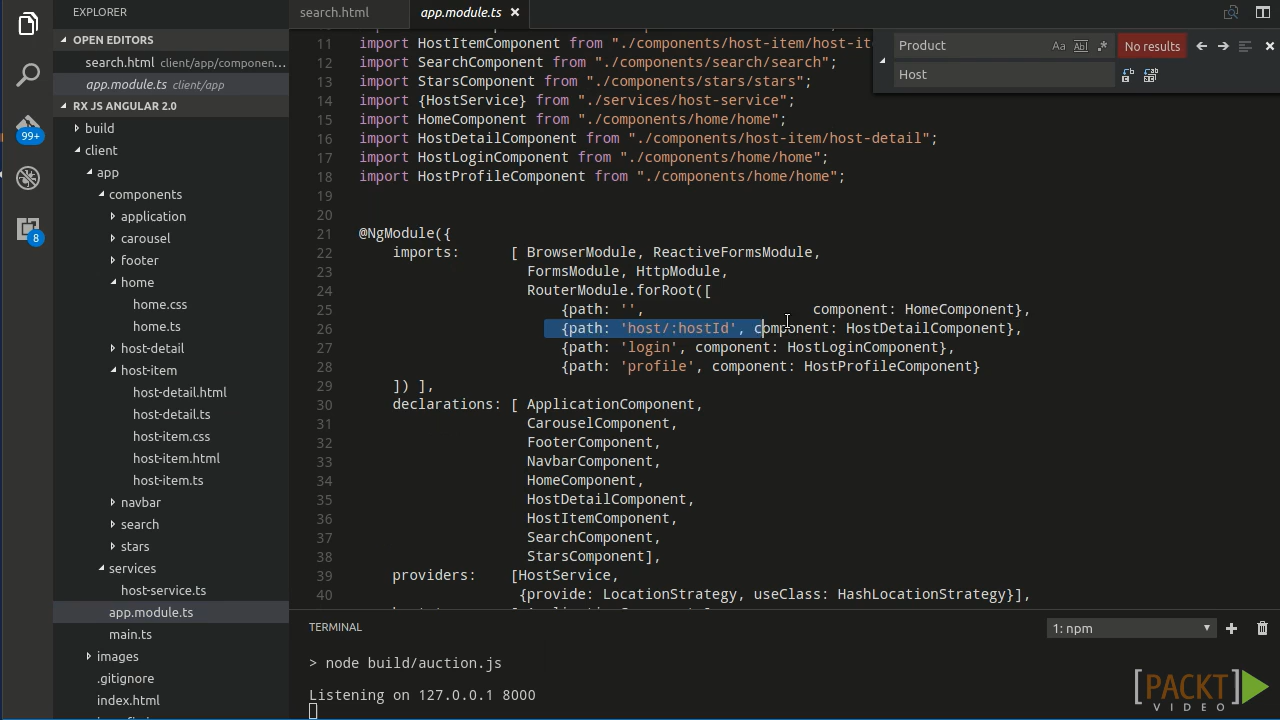 EXPLORER
OPEN EDITORS
search.html client/app/componen...
app.module.ts client/app
RX JS ANGULAR 2.0
build
client
app
components
application
carousel
footer
home
home.css
home.ts
host-detail
host-item
host-detail.html
host-detail.ts
host-item.css
host-item.html
host-item.ts
navbar
search
stars
services
host-service.ts
app.module.ts
main.ts
images
.gitignore
index.html
99+
8
search.html
app.module.ts
Product
Aa Abl .*
No results
Host
11 import HostItemComponent from "./components/host-item/host-it
12 import SearchComponent from "./components/search/search";
13 import StarsComponent from "./components/stars/stars";
14 import {HostService} from "./services/host-service";
15 import HomeComponent from "./components/home/home";
16 import HostDetailComponent from "./components/host-item/host-detail";
17 import HostLoginComponent from "./components/home/home";
18 import HostProfileComponent from "./components/home/home";
19
20
21 @NgModule({
22 imports: [ BrowserModule, ReactiveFormsModule,
23 FormsModule, HttpModule,
24 RouterModule.forRoot([
25 {path: '', component: HomeComponent},
26 {path: 'host/:hostId', component: HostDetailComponent},
27 {path: 'login', component: HostLoginComponent},
28 {path: 'profile', component: HostProfileComponent}
29 ]) ],
30 declarations: [ ApplicationComponent,
31 CarouselComponent,
32 FooterComponent,
33 NavbarComponent,
34 HomeComponent,
35 HostDetailComponent,
36 HostItemComponent,
37 SearchComponent,
38 StarsComponent],
39 providers: [HostService,
40 {provide: LocationStrategy, useClass: HashLocationStrategy}],
TERMINAL
1: npm
> node build/auction.js
Listening on 127.0.0.1 8000
[PACKT]
VIDEO